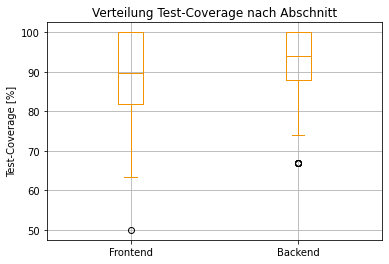 Verteilung Test-Coverage nach Abschnitt
Test-Coverage [%]
100
90
80
70
60
50
Frontend
Backend